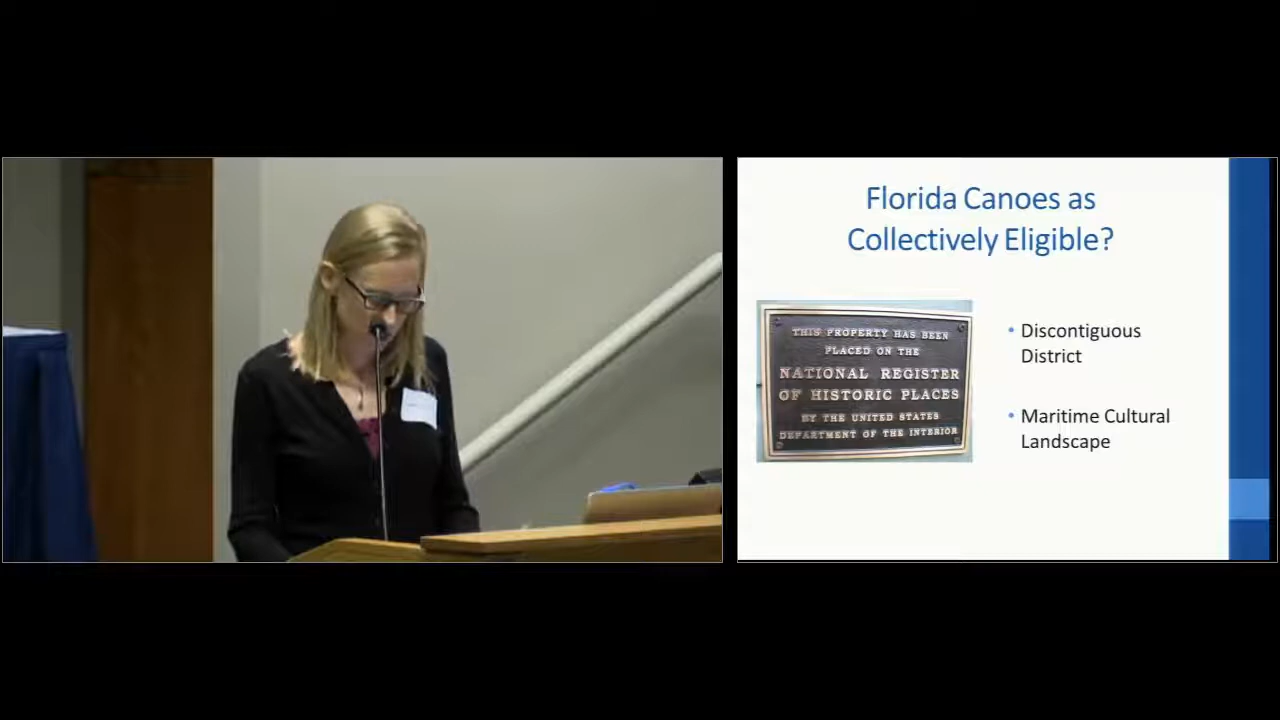 Florida Canoes as
Collectively Eligible?
THIS PROPERTY HAS BEEN
PLACED ON THE
NATIONAL REGISTER
OF HISTORIC PLACES
BY THE UNITED STATES
DEPARTMENT OF THE INTERIOR
• Discontiguous
District
• Maritime Cultural
Landscape